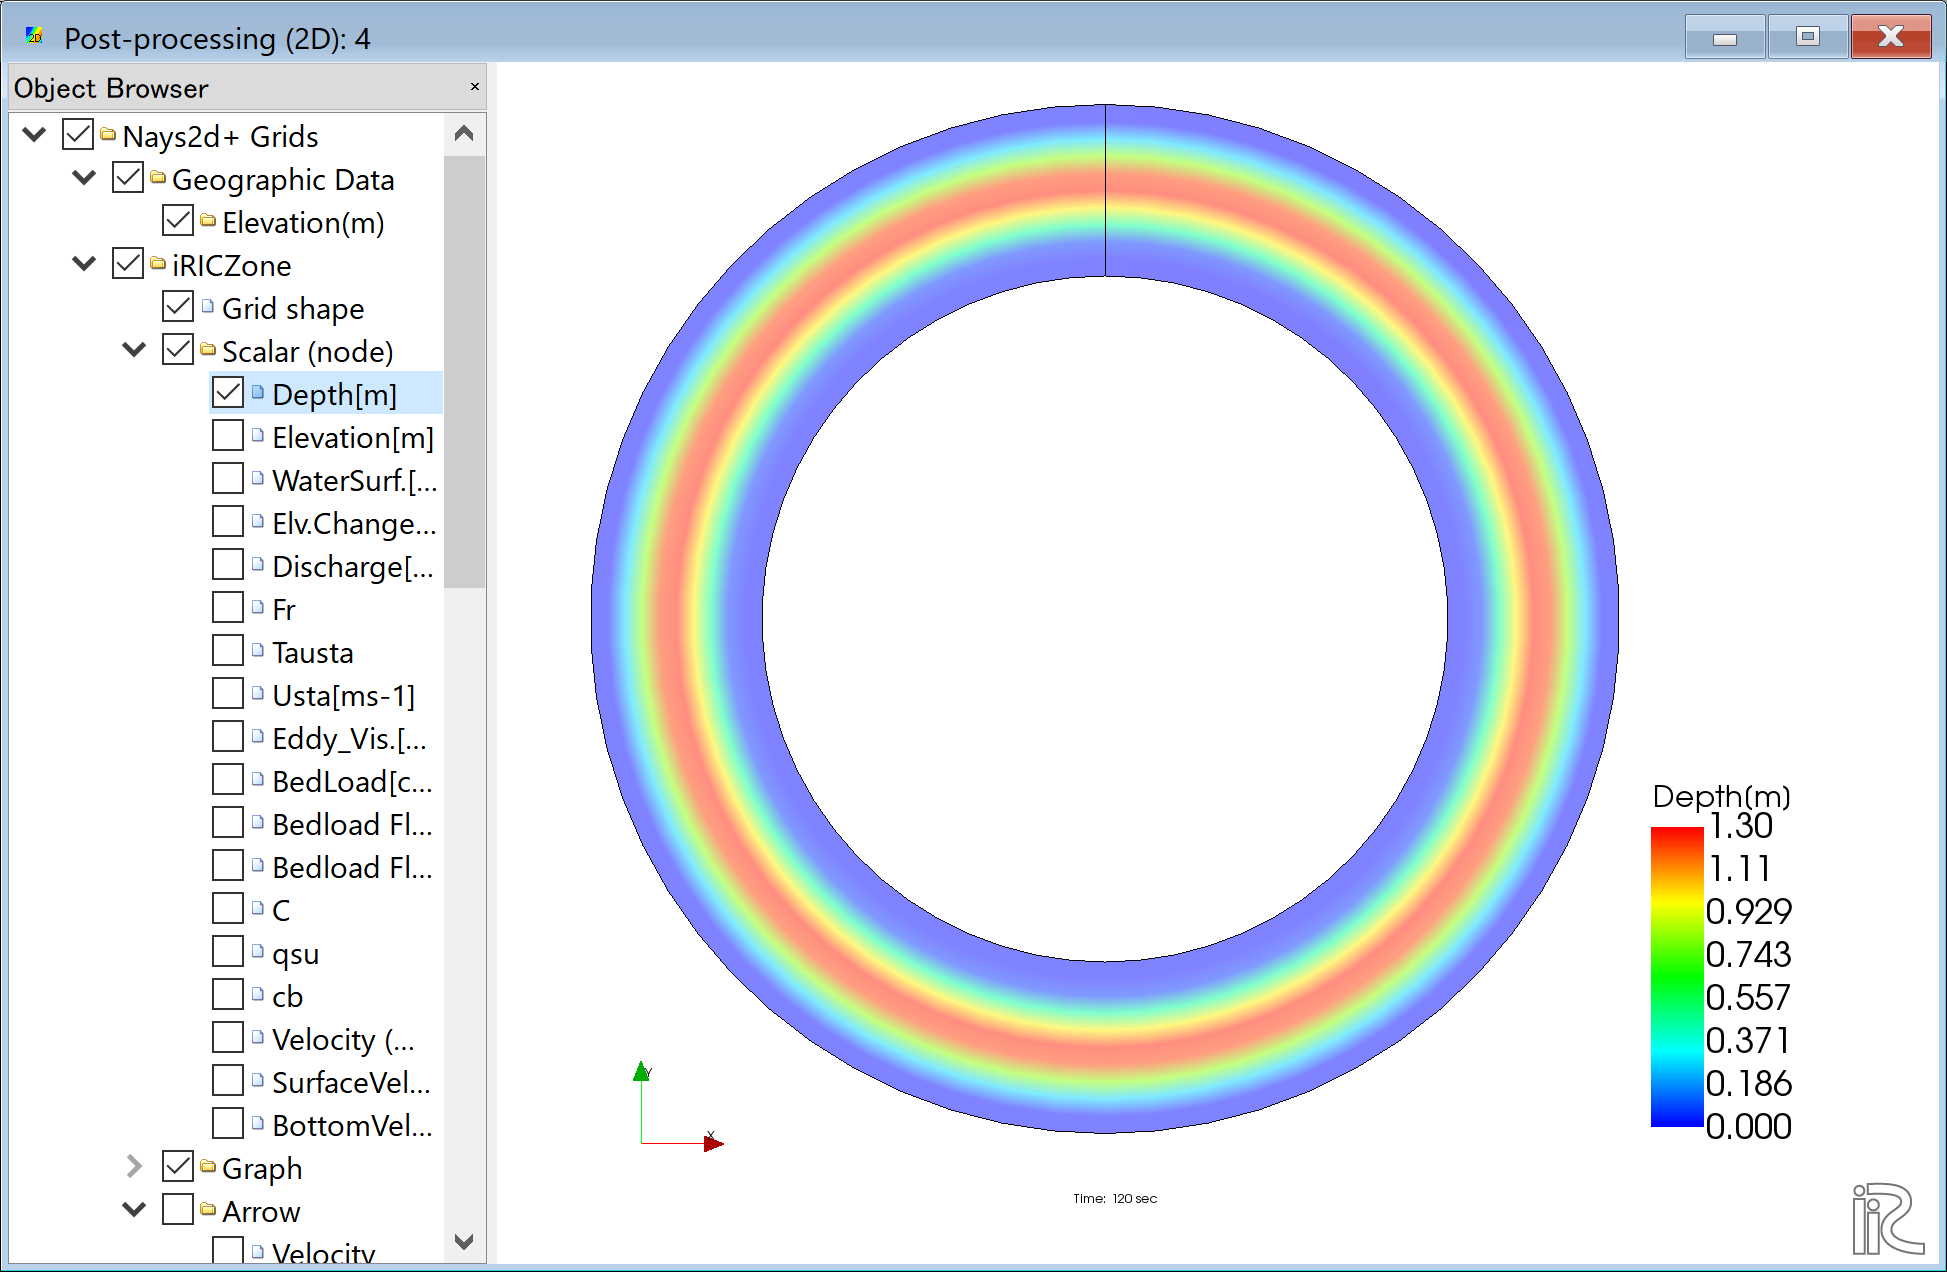 Post-processing (2D): 4
Object Browser
Nays2d+ Grids
Geographic Data
Elevation(m)
iRICZone
Grid shape
Scalar (node)
Depth[m]
Elevation[m]
WaterSurf.[...
Elv.Change...
Discharge[...
Fr
Tausta
Usta[ms-1]
Eddy_Vis.[...
BedLoad[c...
Bedload Fl...
Bedload Fl...
C
qsu
cb
Velocity (...
SurfaceVel...
BottomVel...
Graph
Arrow
Velocity
Depth(m)
1.30
1.11
0.929
0.743
0.557
0.371
0.186
0.000
Y
X
Time: 120 sec
iRIC